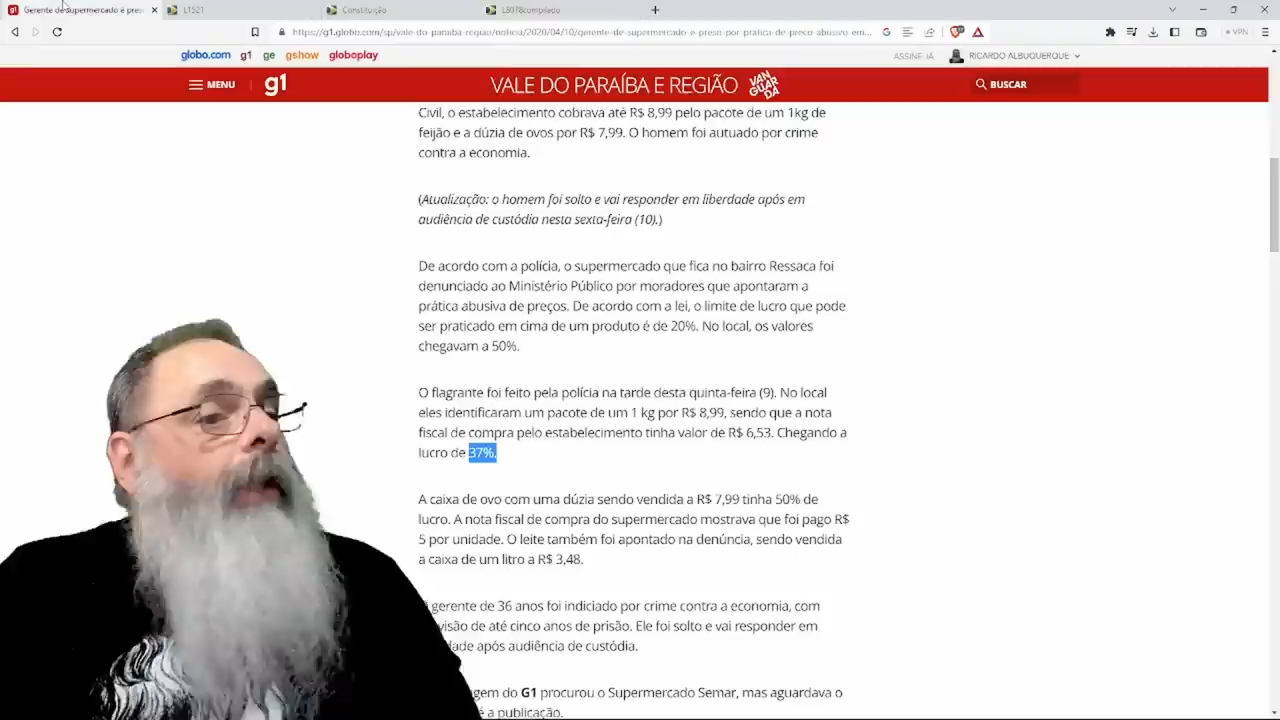 Gerente de supermercado é pres
L1521
Constituição
L8078compilado
https://g1.globo.com/sp/vale-do-paraiba-regiao/noticia/2020/04/10/gerente-de-supermercado-e-preso-por-pratica-de-preco-abusivo-em...
VPN
globo.com g1 ge gshow globoplay
ASSINE JÁ
RICARDO ALBUQUERQUE
MENU
g1
VALE DO PARAÍBA E REGIÃO
VAN
GUAR
DA
BUSCAR
Civil, o estabelecimento cobrava até R$ 8,99 pelo pacote de um 1kg de
feijão e a dúzia de ovos por R$ 7,99. O homem foi autuado por crime
contra a economia.
(Atualização: o homem foi solto e vai responder em liberdade após em
audiência de custódia nesta sexta-feira (10).)
De acordo com a polícia, o supermercado que fica no bairro Ressaca foi
denunciado ao Ministério Público por moradores que apontaram a
prática abusiva de preços. De acordo com a lei, o limite de lucro que pode
ser praticado em cima de um produto é de 20%. No local, os valores
chegavam a 50%.
O flagrante foi feito pela polícia na tarde desta quinta-feira (9). No local
eles identificaram um pacote de um 1 kg por R$ 8,99, sendo que a nota
fiscal de compra pelo estabelecimento tinha valor de R$ 6,53. Chegando a
lucro de 37%.
A caixa de ovo com uma dúzia sendo vendida a R$ 7,99 tinha 50% de
lucro. A nota fiscal de compra do supermercado mostrava que foi pago R$
5 por unidade. O leite também foi apontado na denúncia, sendo vendida
a caixa de um litro a R$ 3,48.
gerente de 36 anos foi indiciado por crime contra a economia, com
visão de até cinco anos de prisão. Ele foi solto e vai responder em
dade após audiência de custódia.
gem do G1 procurou o Supermercado Semar, mas aguardava o
é a publicação.